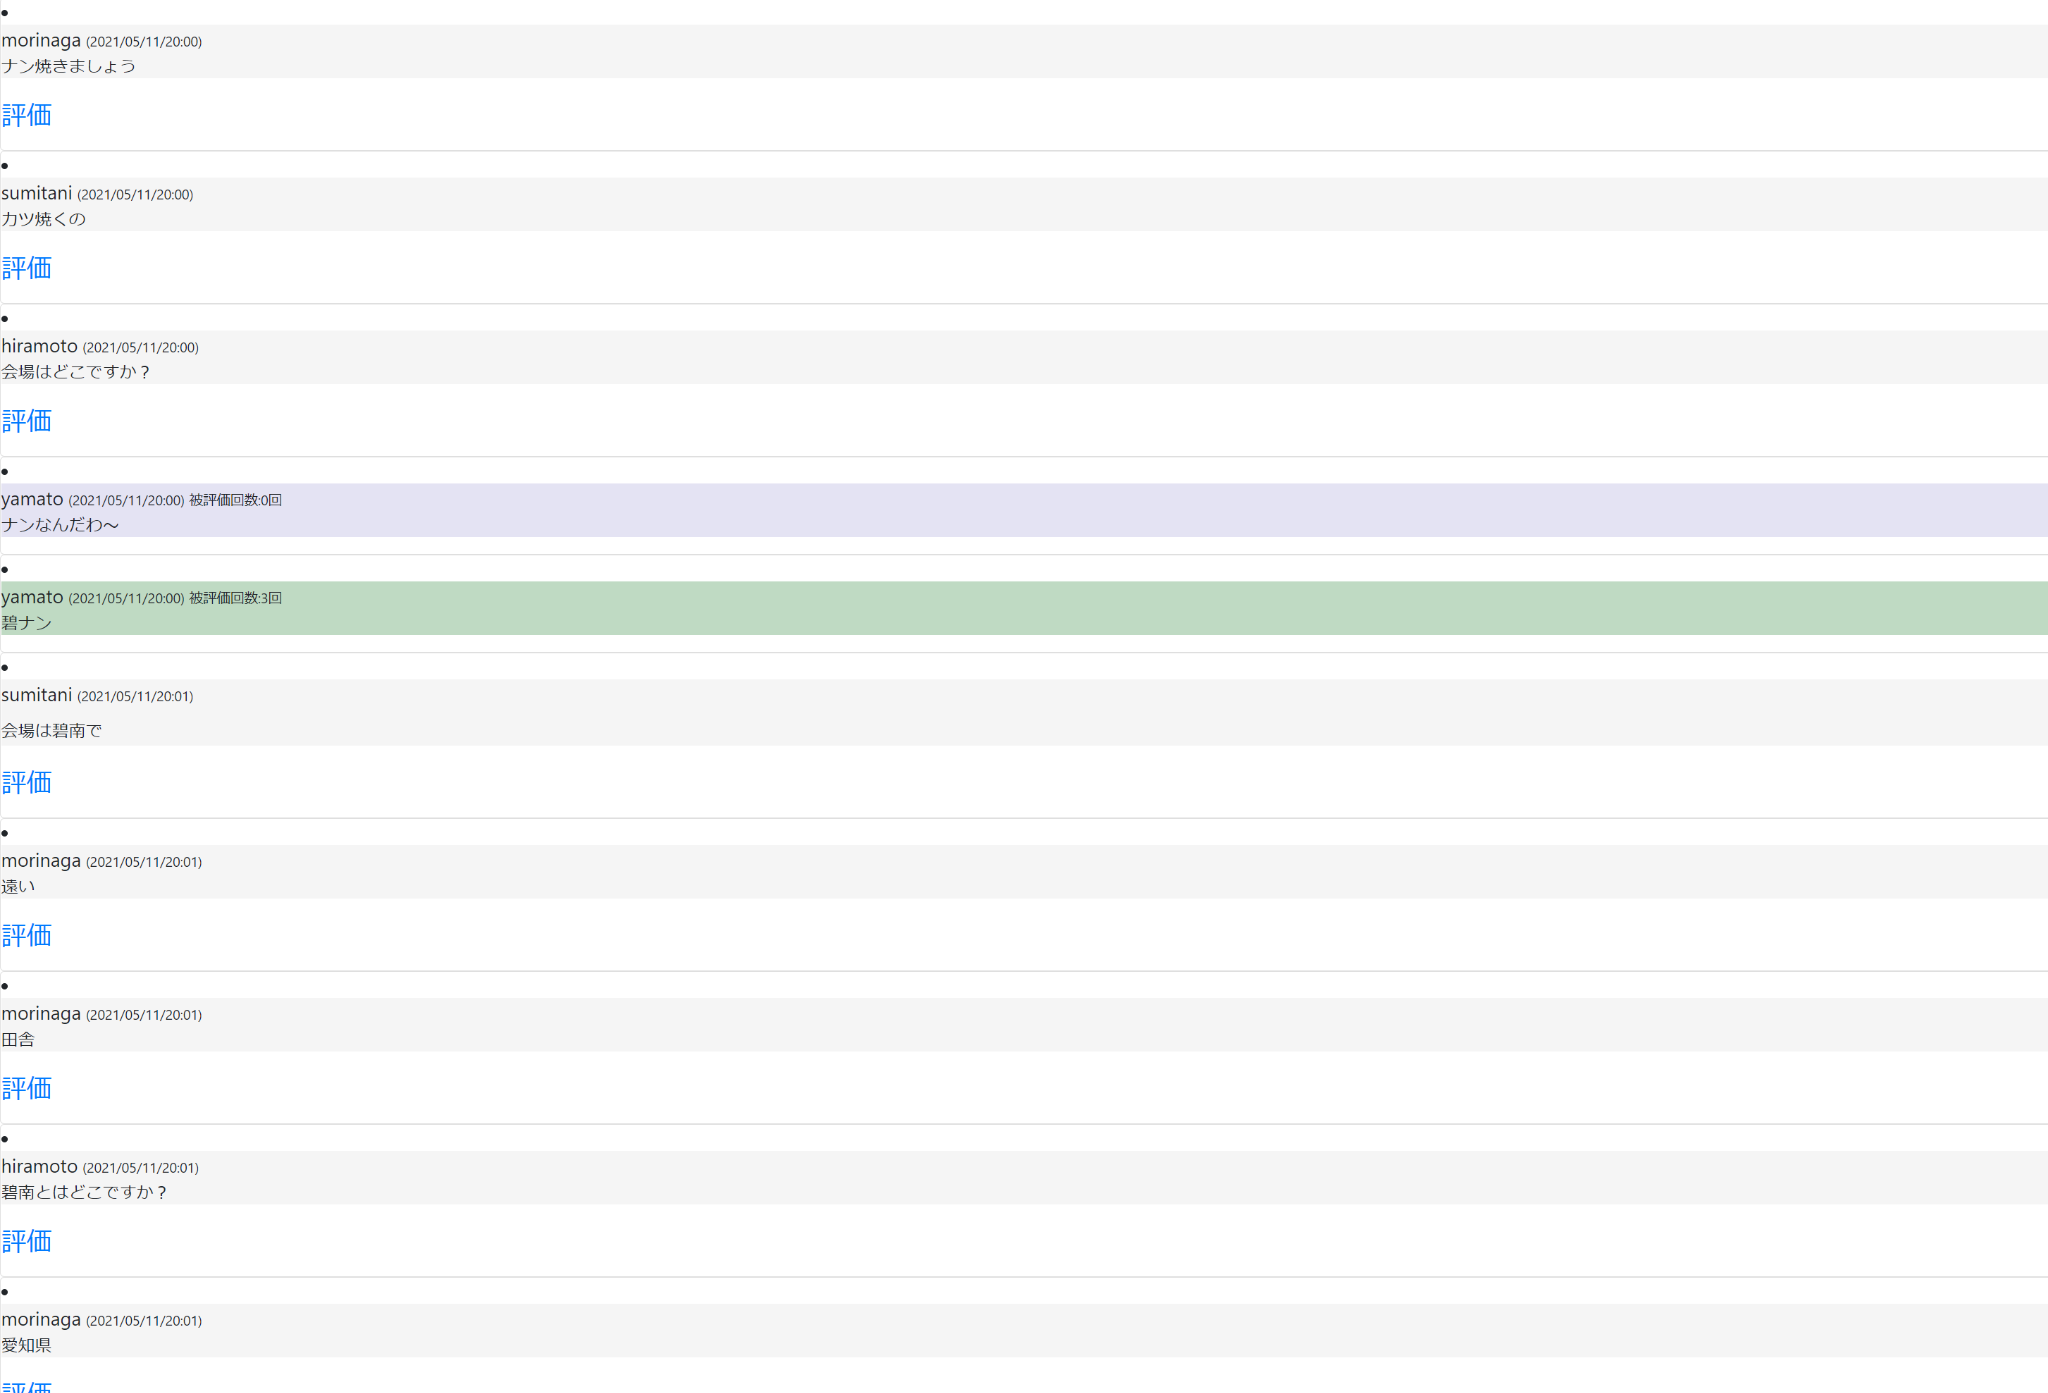 morinaga (2021/05/11/20:00)
ナン焼きましょう
評価
sumitani (2021/05/11/20:00)
カツ焼くの
評価
hiramoto (2021/05/11/20:00)
会場はどこですか？
評価
yamato (2021/05/11/20:00) 被評価回数:0回
ナンなんだわ～
yamato (2021/05/11/20:00) 被評価回数:3回
碧ナン
sumitani (2021/05/11/20:01)
会場は碧南で
評価
morinaga (2021/05/11/20:01)
遠い
評価
morinaga (2021/05/11/20:01)
田舎
評価
hiramoto (2021/05/11/20:01)
碧南とはどこですか？
評価
morinaga (2021/05/11/20:01)
愛知県
評価